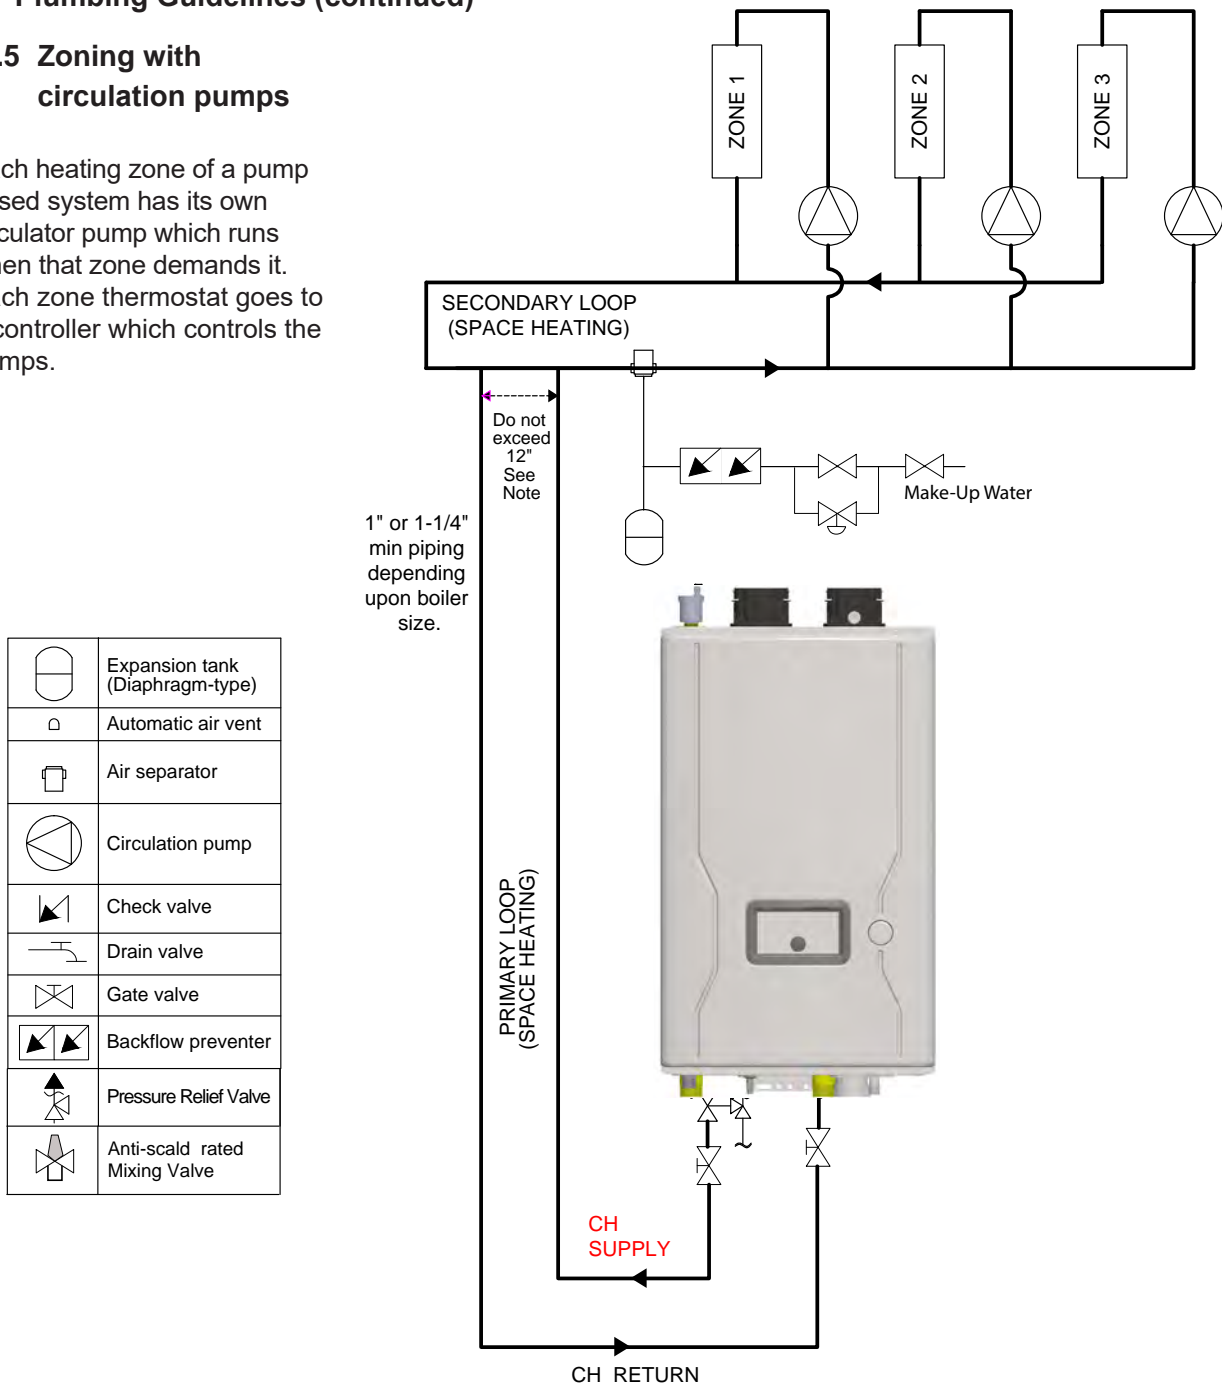 Plumbing Guidelines (continued)
.5 Zoning with
circulation pumps
ch heating zone of a pump
sed system has its own
culator pump which runs
en that zone demands it.
ch zone thermostat goes to
controller which controls the
mps.
ZONE 1
ZONE 2
ZONE 3
SECONDARY LOOP
(SPACE HEATING)
Do not
exceed
12"
See
Note
Make-Up Water
1" or 1-1/4"
min piping
depending
upon boiler
size.
Expansion tank
(Diaphragm-type)
Automatic air vent
Air separator
Circulation pump
Check valve
Drain valve
Gate valve
Backflow preventer
Pressure Relief Valve
Anti-scald rated
Mixing Valve
PRIMARY LOOP
(SPACE HEATING)
CH
SUPPLY
CH RETURN